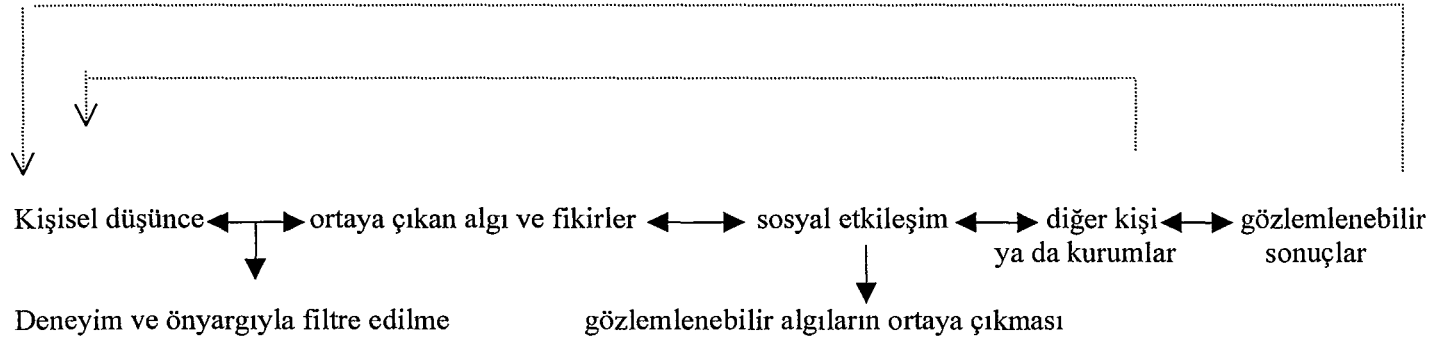 Kişisel düşünce ortaya çıkan algı ve fikirler sosyal etkileşim diğer kişi gözlemlenebilir
ya da kurumlar sonuçlar
Deneyim ve önyargıyla filtre edilme gözlemlenebilir algıların ortaya çıkması